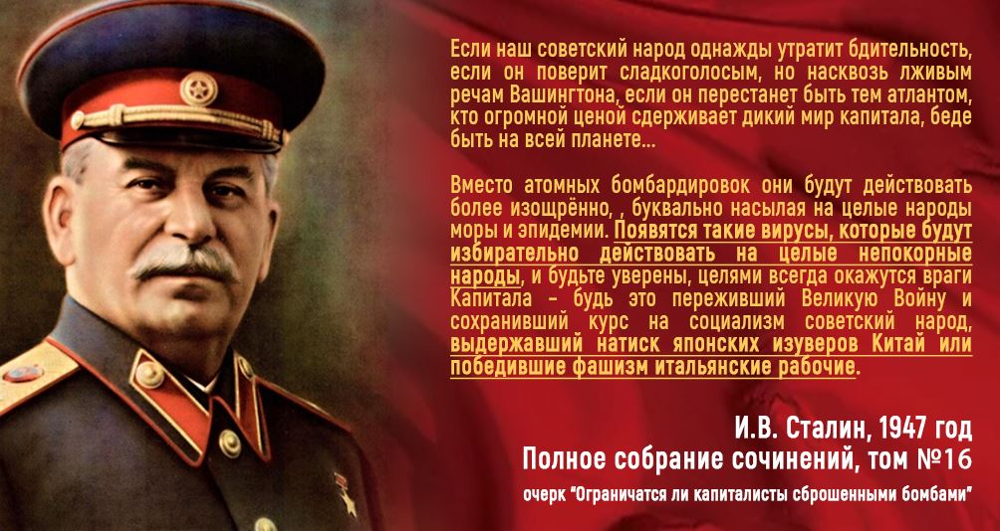 Если наш советский народ однажды утратит бдительность,
если он поверит сладкоголосым, но насквозь лживым
речам Вашингтона, если он перестанет быть тем атлантом,
кто огромной ценой сдерживает дикий мир капитала, беде
быть на всей планете...
Вместо атомных бомбардировок они будут действовать
более изощрённо, , буквально насылая на целые народы
моры и эпидемии. Появятся такие вирусы, которые будут
избирательно действовать на целые непокорные
народы, и будьте уверены, целями всегда окажутся враги
Капитала - будь это переживший Великую Войну и
сохранивший курс на социализм советский народ,
выдержавший натиск японских изуверов Китай или
победившие фашизм итальянские рабочие.
И.В. Сталин, 1947 год
Полное собрание сочинений, том №16
очерк “Ограничатся ли капиталисты сброшенными бомбами”